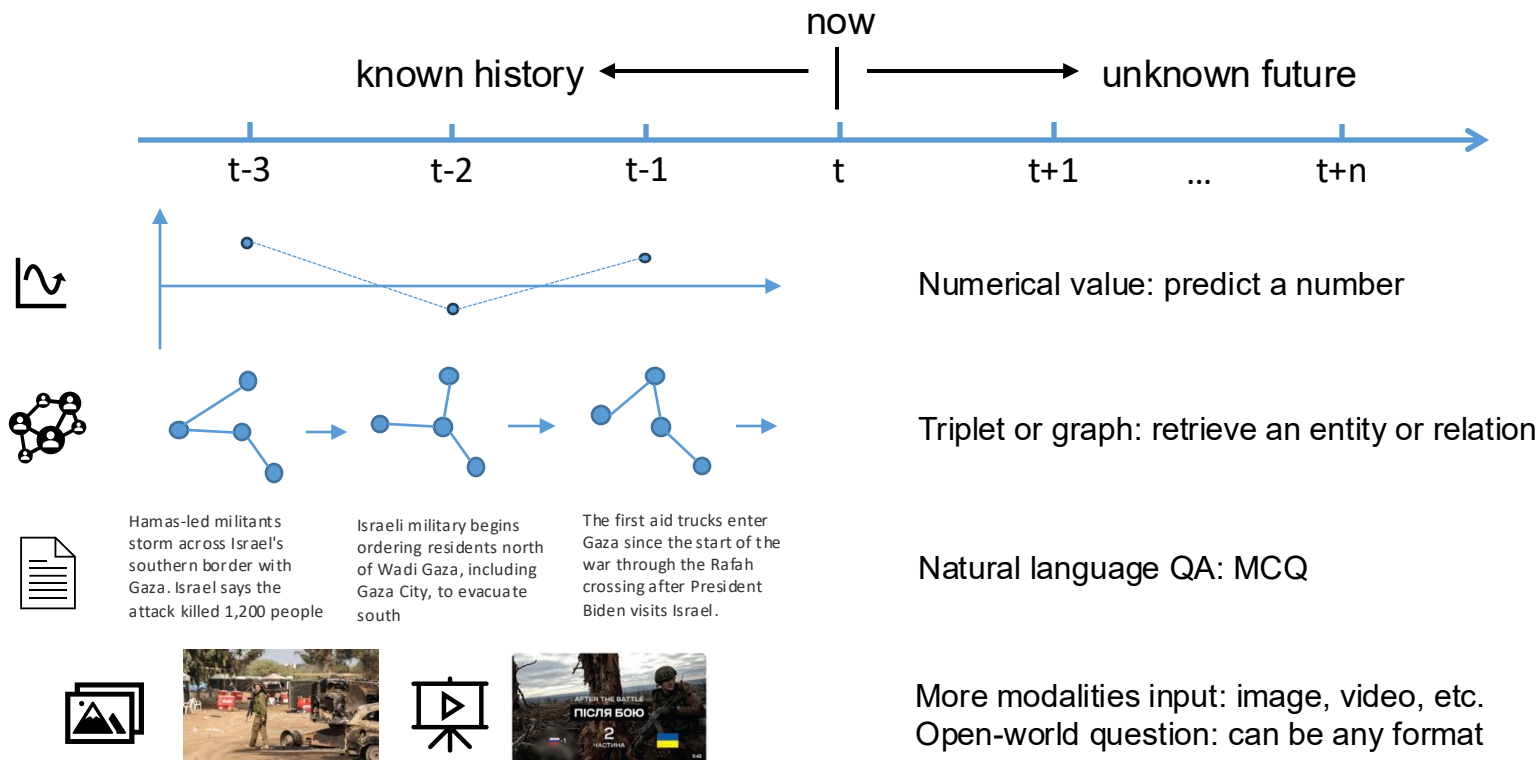 now
known history
unknown future
t-3
t-2
t-1
t
t+1
...
t+n
Numerical value: predict a number
Triplet or graph: retrieve an entity or relation
Hamas-led militants
storm across Israel's
southern border with
Gaza. Israel says the
attack killed 1,200 people
Israeli military begins
ordering residents north
of Wadi Gaza, including
Gaza City, to evacuate
south
The first aid trucks enter
Gaza since the start of the
war through the Rafah
crossing after President
Biden visits Israel.
Natural language QA: MCQ
AFTER THE BATTLE
ПІСЛЯ БОЮ
2
ЧАСТИНА
More modalities input: image, video, etc.
Open-world question: can be any format